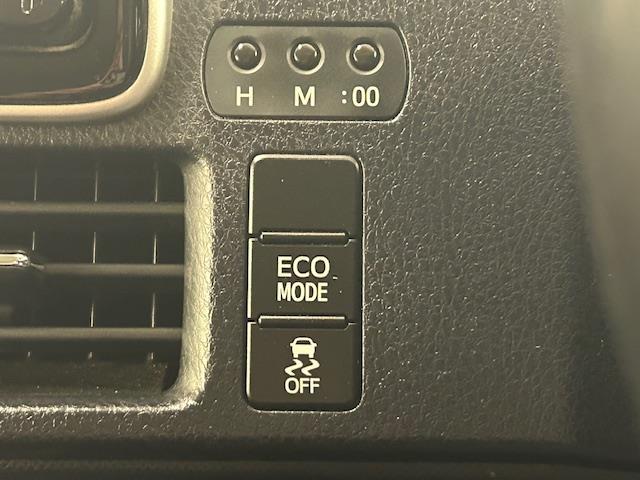 H M :00
ECO
MODE
OFF